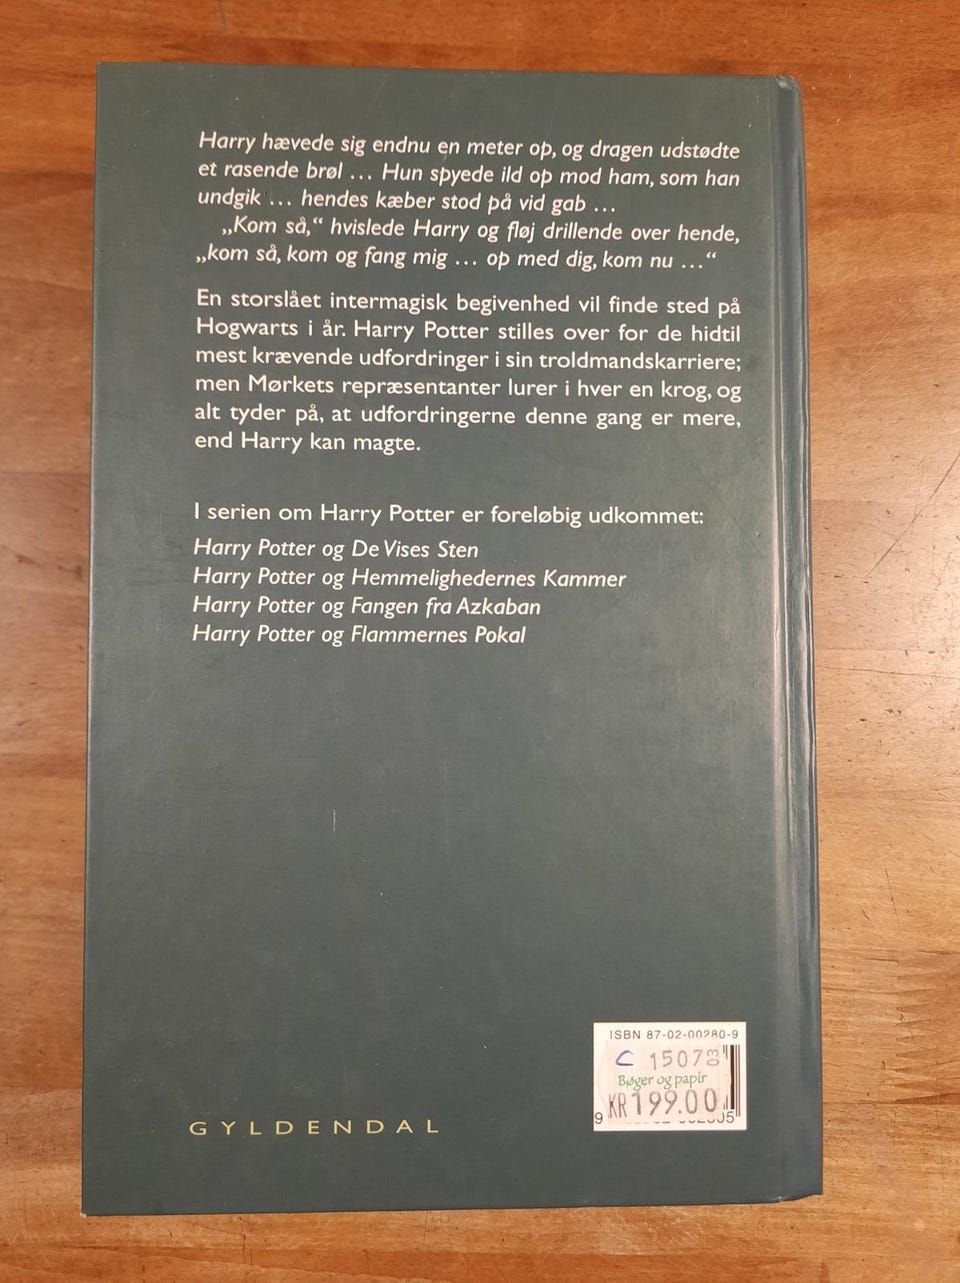 Harry hævede sig endnu en meter op, og dragen udstødte
et rasende brøl ... Hun spyede ild op mod ham, som han
undgik ... hendes kæber stod på vid gab ...
„Kom så,“ hvislede Harry og fløj drillende over hende,
„kom så, kom og fang mig ... op med dig, kom nu ...“
En storslået intermagisk begivenhed vil finde sted på
Hogwarts i år. Harry Potter stilles over for de hidtil
mest krævende udfordringer i sin troldmandskarriere;
men Mørkets repræsentanter lurer i hver en krog, og
alt tyder på, at udfordringerne denne gang er mere,
end Harry kan magte.
I serien om Harry Potter er foreløbig udkommet:
Harry Potter og De Vises Sten
Harry Potter og Hemmelighedernes Kammer
Harry Potter og Fangen fra Azkaban
Harry Potter og Flammernes Pokal
ISBN 87-02-00280-9
C 15078 03
Bøger og papir
KR 199.00
9
GYLDENDAL